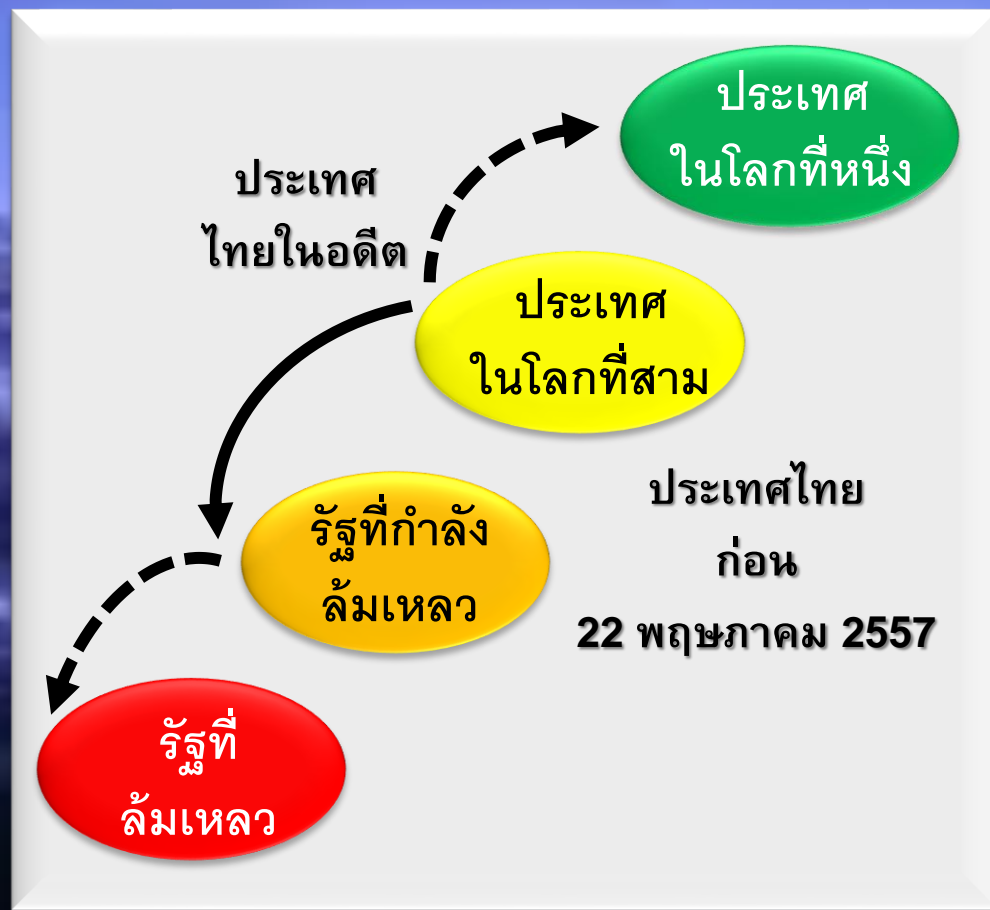 ประเทศ
ในโลกที่หนึ่ง
ประเทศ
ไทยในอดีต
ประเทศ
ในโลกที่สาม
รัฐที่กำลัง
ล้มเหลว
ประเทศไทย
ก่อน
22 พฤษภาคม 2557
รัฐที่
ล้มเหลว